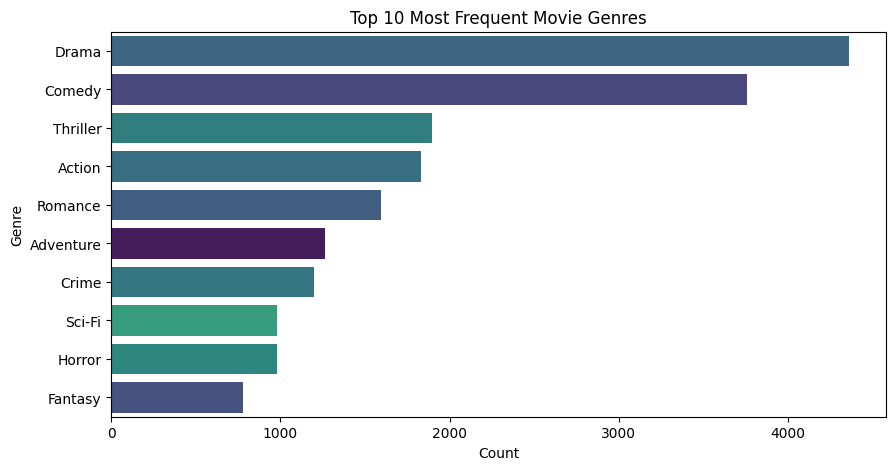 Top 10 Most Frequent Movie Genres
Drama
Comedy
Thriller
Action
Romance
Adventure
Crime
Sci-Fi
Horror
Fantasy
Genre
0 1000 2000 3000 4000
Count